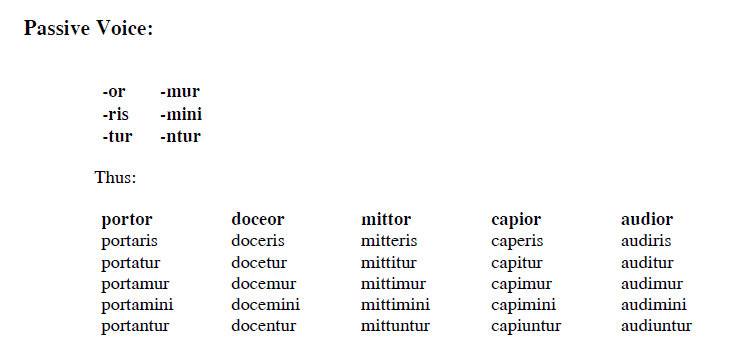 Passive Voice:
-or -mur
-ris -mini
-tur -ntur
Thus:
portor doceor mittor capior audior
portaris doceris mitteris caperis audiris
portatur docetur mittitur capitur auditur
portamur docemur mittimur capimur audimur
portamini docemini mittimini capimini audimini
portantur docentur mittuntur capiuntur audiuntur